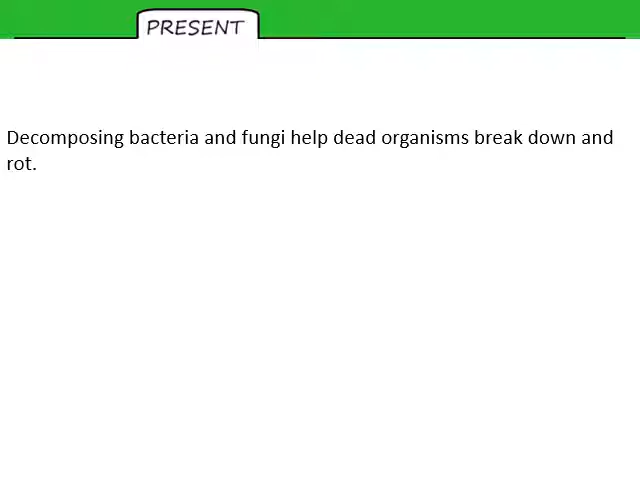 PRESENT
Decomposing bacteria and fungi help dead organisms break down and
rot.